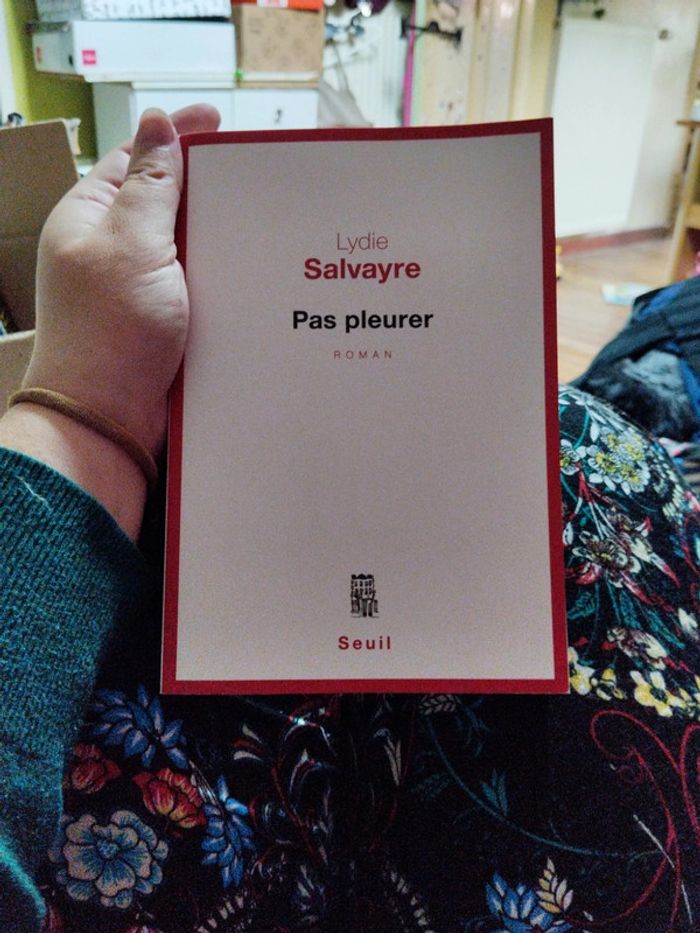 Lydie
Salvayre
Pas pleurer
ROMAN
Seuil